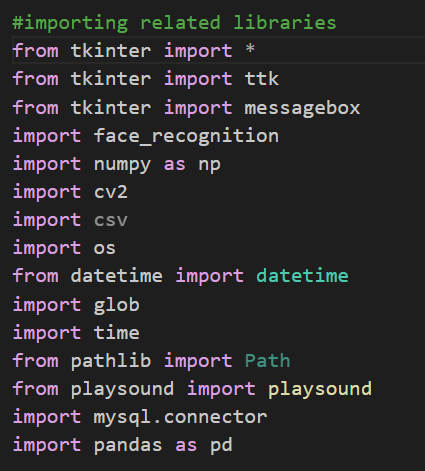 #importing related libraries
from tkinter import *
from tkinter import ttk
from tkinter import messagebox
import face_recognition
import numpy as np
import cv2
import csv
import os
from datetime import datetime
import glob
import time
from pathlib import Path
from playsound import playsound
import mysql.connector
import pandas as pd